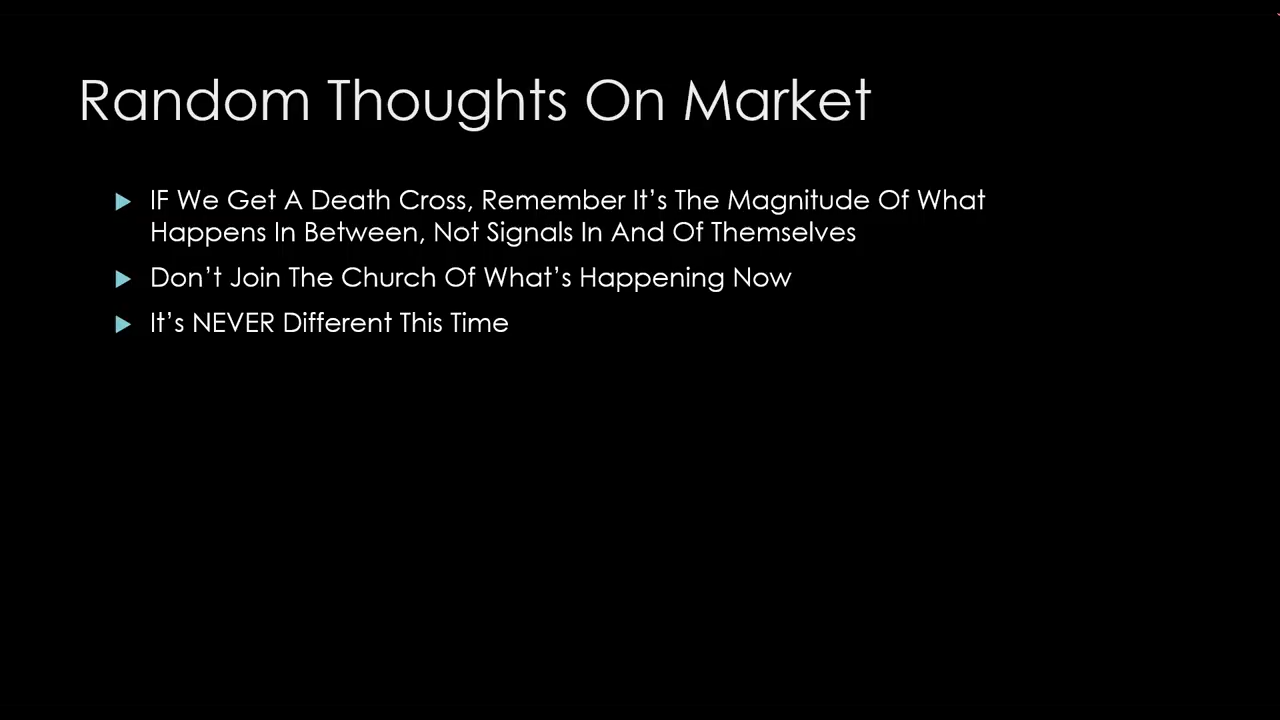 Random Thoughts On Market
IF We Get A Death Cross, Remember It’s The Magnitude Of What
Happens In Between, Not Signals In And Of Themselves
Don’t Join The Church Of What’s Happening Now
It’s NEVER Different This Time